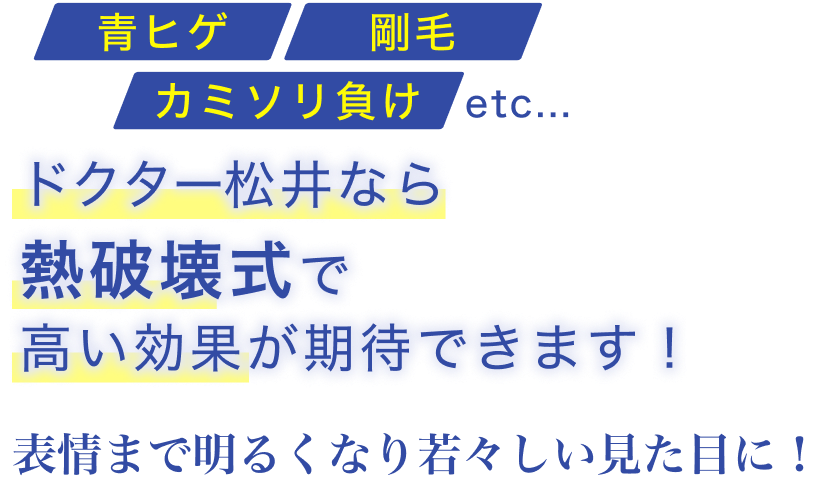 青ヒゲ 剛毛
カミソリ負け etc...
ドクター松井なら
熱破壊式で
高い効果が期待できます！
表情まで明るくなり若々しい見た目に！